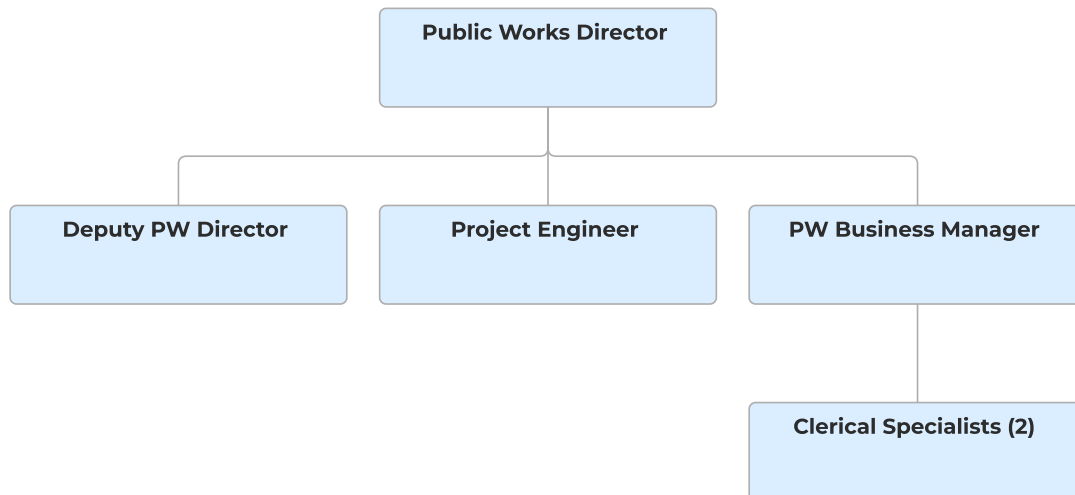 Public Works Director
Deputy PW Director
Project Engineer
PW Business Manager
Clerical Specialists (2)